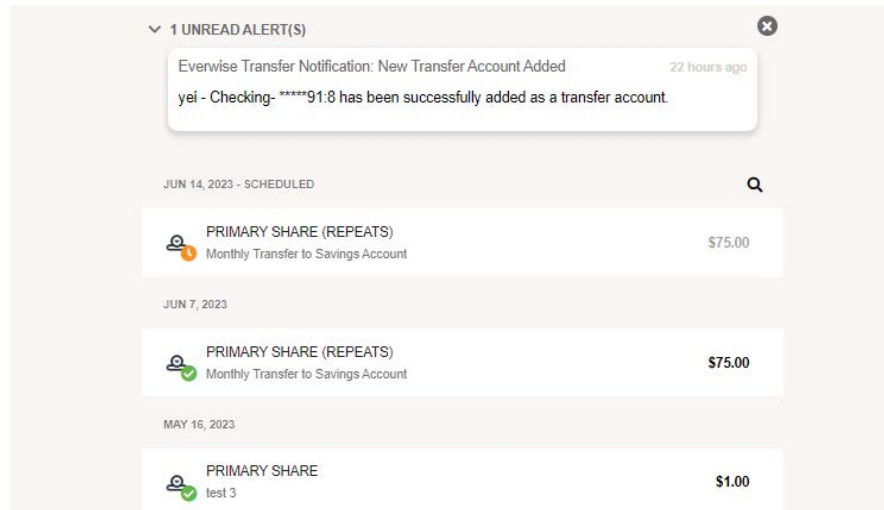 1 UNREAD ALERT(S)
Everwise Transfer Notification: New Transfer Account Added 22 hours ago
yei - Checking- *****91:8 has been successfully added as a transfer account.
JUN 14, 2023 - SCHEDULED
PRIMARY SHARE (REPEATS)
Monthly Transfer to Savings Account
$75.00
JUN 7, 2023
PRIMARY SHARE (REPEATS)
Monthly Transfer to Savings Account
$75.00
MAY 16, 2023
PRIMARY SHARE
test 3
$1.00